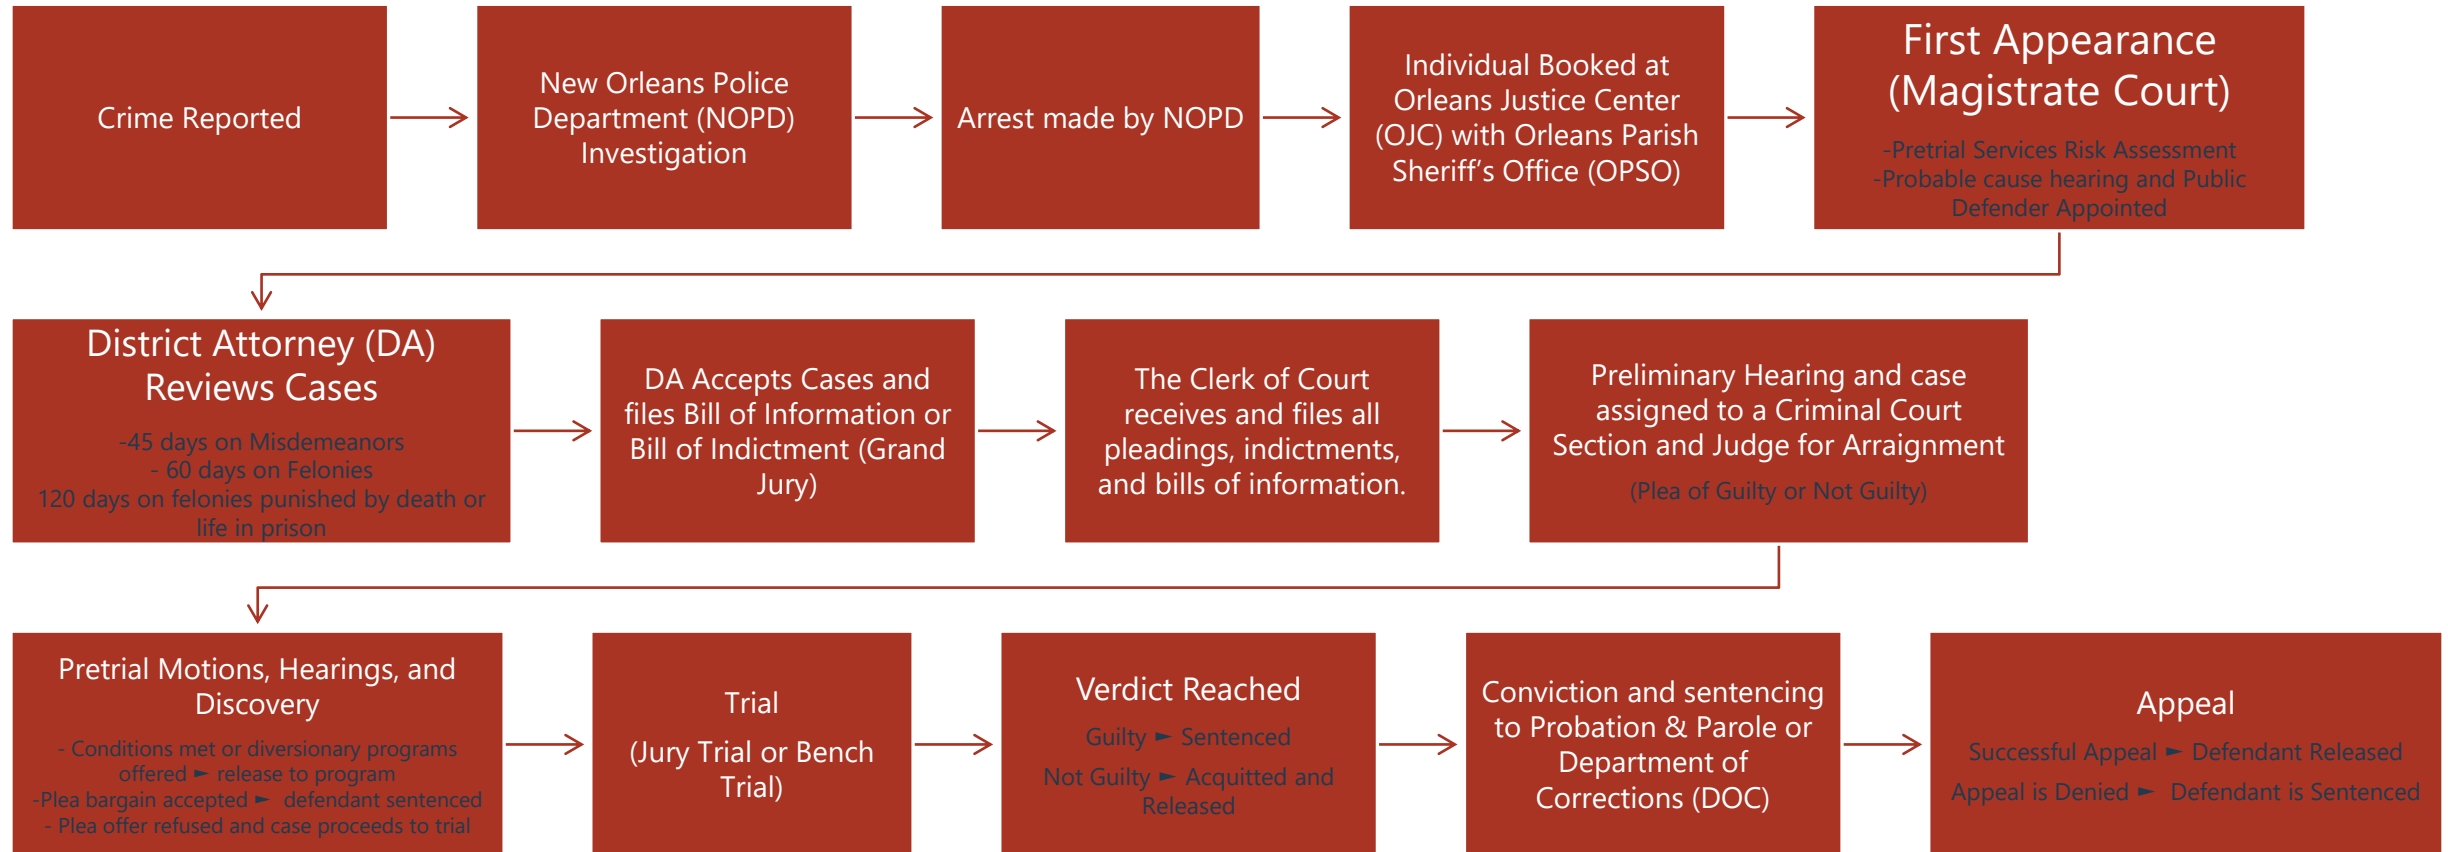 Crime Reported
New Orleans Police
Department (NOPD)
Investigation
Arrest made by NOPD
Individual Booked at
Orleans Justice Center
(OJC) with Orleans Parish
Sheriff’s Office (OPSO)
First Appearance
(Magistrate Court)
-Pretrial Services Risk Assessment
-Probable cause hearing and Public
Defender Appointed
District Attorney (DA)
Reviews Cases
-45 days on Misdemeanors
- 60 days on Felonies
120 days on felonies punished by death or
life in prison
DA Accepts Cases and
files Bill of Information or
Bill of Indictment (Grand
Jury)
The Clerk of Court
receives and files all
pleadings, indictments,
and bills of information.
Preliminary Hearing and case
assigned to a Criminal Court
Section and Judge for Arraignment
(Plea of Guilty or Not Guilty)
Pretrial Motions, Hearings, and
Discovery
- Conditions met or diversionary programs
offered ► release to program
-Plea bargain accepted ► defendant sentenced
- Plea offer refused and case proceeds to trial
Trial
(Jury Trial or Bench
Trial)
Verdict Reached
Guilty ► Sentenced
Not Guilty ► Acquitted and
Released
Conviction and sentencing
to Probation & Parole or
Department of
Corrections (DOC)
Appeal
Successful Appeal ► Defendant Released
Appeal is Denied ► Defendant is Sentenced